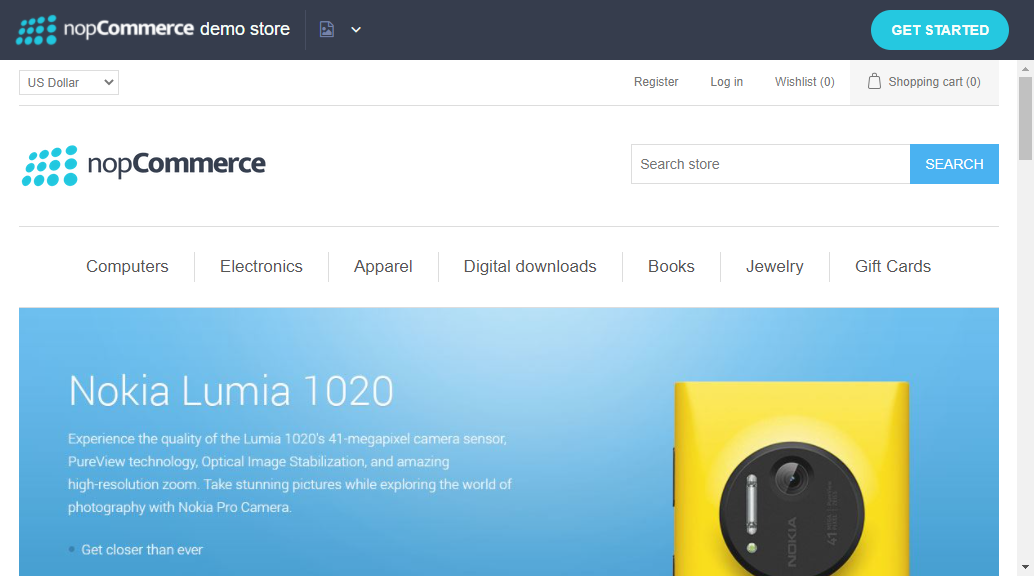 nopCommerce demo store
GET STARTED
US Dollar
Register
Log in
Wishlist (0)
Shopping cart (0)
nopCommerce
Search store
SEARCH
Computers
Electronics
Apparel
Digital downloads
Books
Jewelry
Gift Cards
Nokia Lumia 1020
Experience the quality of the Lumia 1020's 41-megapixel camera sensor,
PureView technology, Optical Image Stabilization, and amazing
high-resolution zoom. Take stunning pictures while exploring the world of
photography with Nokia Pro Camera.
Get closer than ever
NOKIA
41